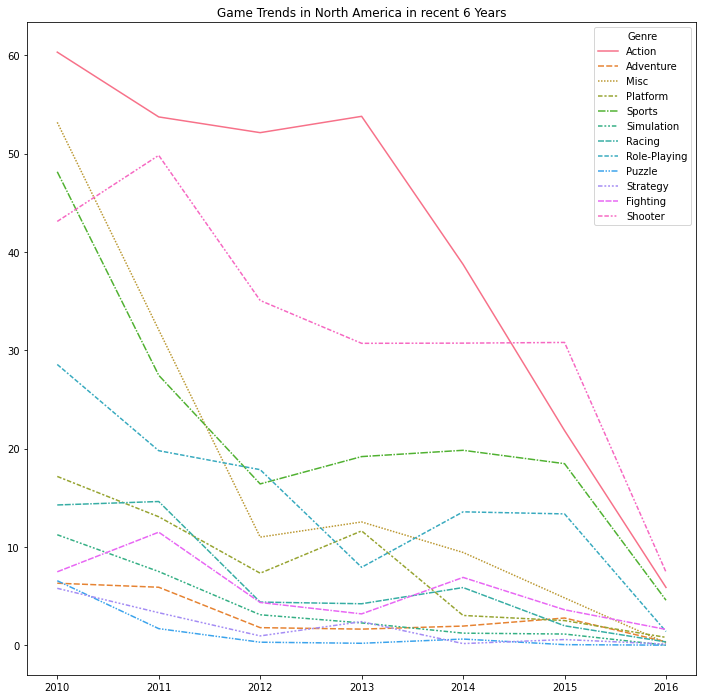 Game Trends in North America in recent 6 Years
Genre
Action
Adventure
Misc
Platform
Sports
Simulation
Racing
Role-Playing
Puzzle
Strategy
Fighting
Shooter
60
50
40
30
20
10
0
2010 2011 2012 2013 2014 2015 2016